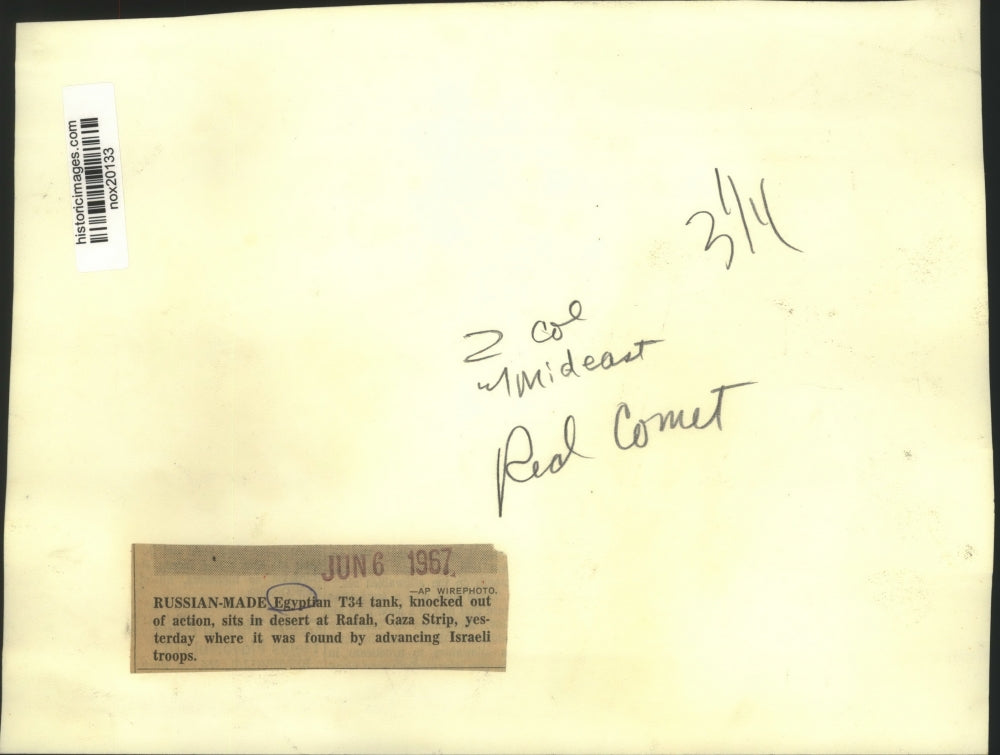 historicimages.com
nox20133
3 1/4
2 col
w/Mideast
Red Comet
JUN 6 1967
—AP WIREPHOTO.
RUSSIAN-MADE Egyptian T34 tank, knocked out
of action, sits in desert at Rafah, Gaza Strip, yes-
terday where it was found by advancing Israeli
troops.